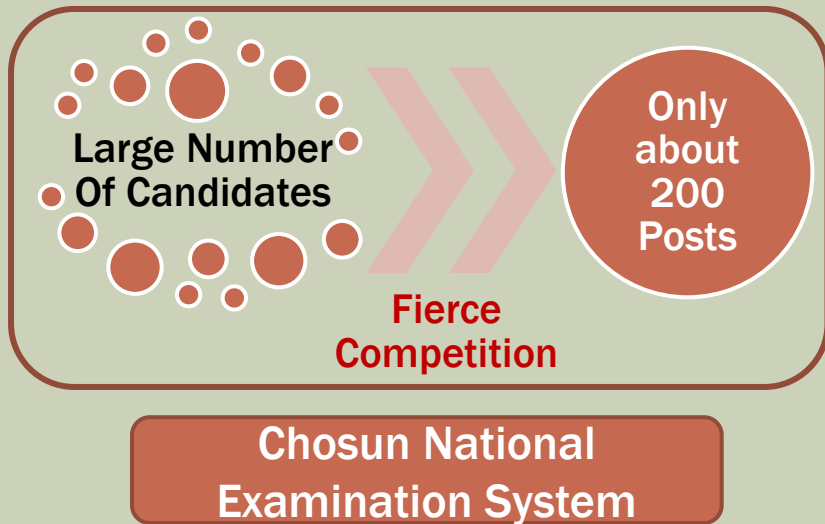 Large Number
Of Candidates
Only
about
200
Posts
Fierce
Competition
Chosun National
Examination System